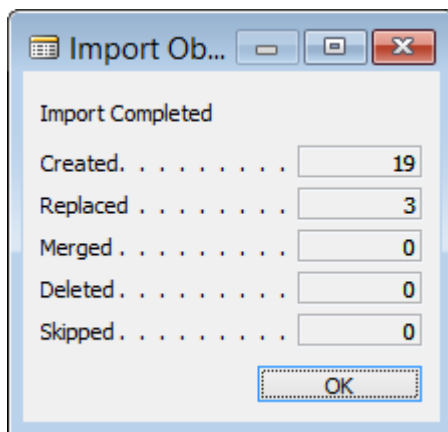 Import Ob...
Import Completed
Created. . . . . . . . . 19
Replaced . . . . . . . . 3
Merged . . . . . . . . . 0
Deleted . . . . . . . . . 0
Skipped . . . . . . . . . 0
OK